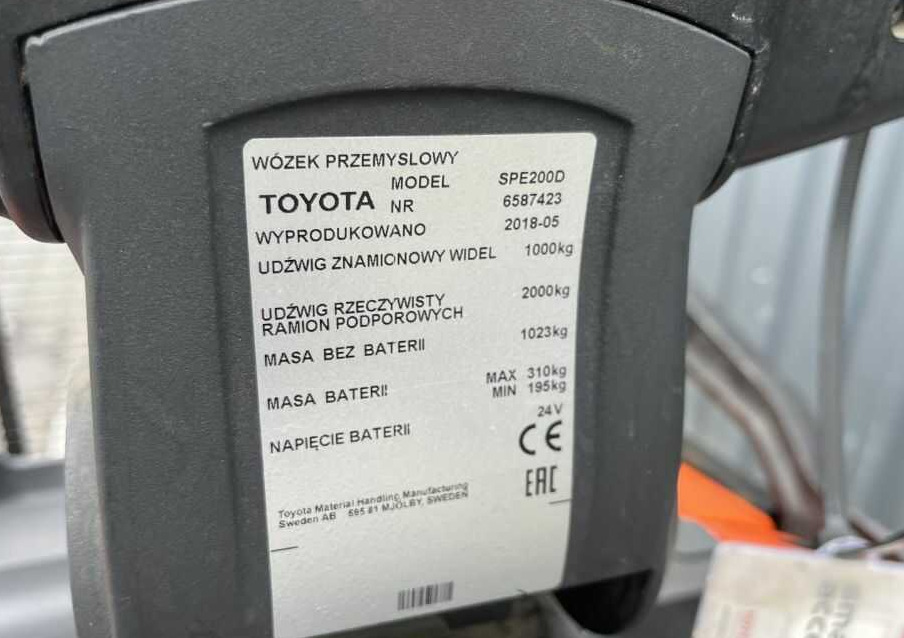 WÓZEK PRZEMYSLOWY
TOYOTA MODEL SPE200D
NR 6587423
WYPRODUKOWANO 2018-05
UDŹWIG ZNAMIONOWY WIDEL 1000kg
UDŹWIG RZECZYWISTY
RAMION PODPOROWYCH 2000kg
MASA BEZ BATERII 1023kg
MASA BATERII MAX 310kg
MIN 195kg
NAPIĘCIE BATERII 24V
CE
EAC
Toyota Material Handling Manufacturing
Sweden AB 595 81 MJÖLBY, SWEDEN